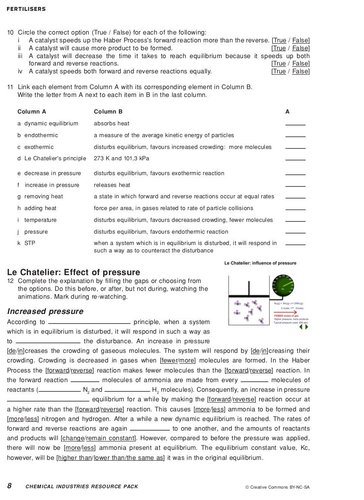 FERTILISERS
10 Circle the correct option (True / False) for each of the following:
i A catalyst speeds up the Haber Process's forward reaction more than the reverse. [True / False]
ii A catalyst will cause more product to be formed. [True / False]
iii A catalyst will decrease the time it takes to reach equilibrium because it speeds up both
forward and reverse reactions. [True / False]
iv A catalyst speeds both forward and reverse reactions equally. [True / False]
11 Link each element from Column A with its corresponding element in Column B.
Write the letter from A next to each item in B in the last column.
Column A Column B A
a dynamic equilibrium absorbs heat ____
b endothermic a measure of the average kinetic energy of particles ____
c exothermic disturbs equilibrium, favours increased crowding: more molecules ____
d Le Chatelier's principle 273 K and 101,3 kPa ____
e decrease in pressure disturbs equilibrium, favours exothermic reaction ____
f increase in pressure releases heat ____
g removing heat a state in which forward and reverse reactions occur at equal rates ____
h adding heat force per area, in gases related to rate of particle collisions ____
i temperature disturbs equilibrium, favours decreased crowding, fewer molecules ____
j pressure disturbs equilibrium, favours endothermic reaction ____
k STP when a system which is in equilibrium is disturbed, it will respond in ____
such a way as to counteract the disturbance
Le Chatelier: influence of pressure
Le Chatelier: Effect of pressure
12 Complete the explanation by filling the gaps or choosing from
the options. Do this before, or after, but not during, watching the
animations. Mark during re-watching.
Increased pressure
According to ____ principle, when a system
which is in equilibrium is disturbed, it will respond in such a way as
to ____ the disturbance. An increase in pressure
[de/in]creases the crowding of gaseous molecules. The system will respond by [de/in]creasing their
crowding. Crowding is decreased in gases when [fewer/more] molecules are formed. In the Haber
Process the [forward/reverse] reaction makes fewer molecules than the [forward/reverse] reaction. In
the forward reaction ____ molecules of ammonia are made from every ____ molecules of
reactants (____ N2 and ____ H2 molecules). Consequently, an increase in pressure
____ equilibrium for a while by making the [forward/reverse] reaction occur at
a higher rate than the [forward/reverse] reaction. This causes [more/less] ammonia to be formed and
[more/less] nitrogen and hydrogen. After a while a new dynamic equilibrium is reached. The rates of
forward and reverse reactions are again ____ to one another, and the amounts of reactants
and products will [change/remain constant]. However, compared to before the pressure was applied,
there will now be [more/less] ammonia present at equilibrium. The equilibrium constant value, Kc,
however, will be [higher than/lower than/the same as] it was in the original equilibrium.
8 CHEMICAL INDUSTRIES RESOURCE PACK © Creative Commons BY-NC-SA